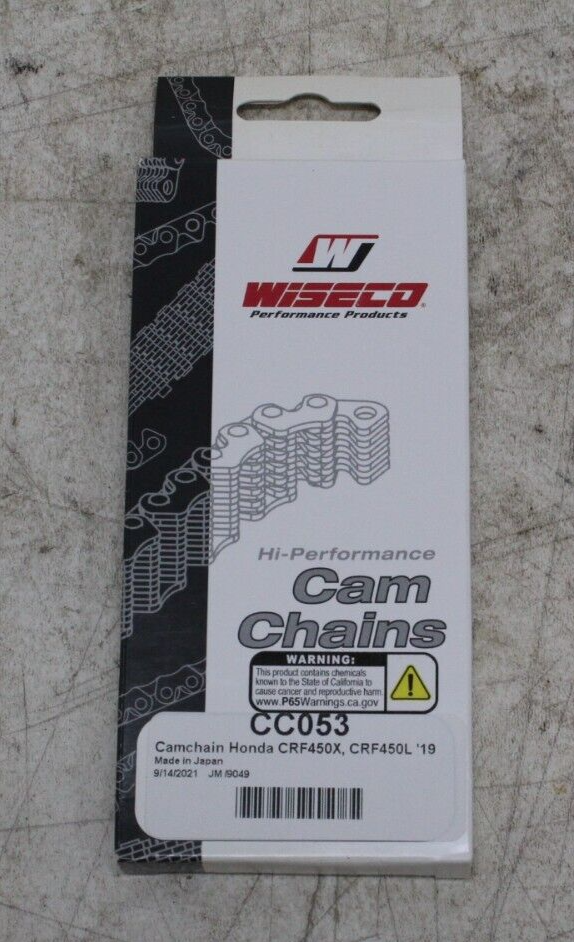 W
WISECO®
Performance Products
Hi-Performance
Cam
Chains
WARNING:
This product contains chemicals
known to the State of California to
cause cancer and reproductive harm.
www.P65Warnings.ca.gov
CC053
Camchain Honda CRF450X, CRF450L '19
Made in Japan
9/14/2021 JM /9049